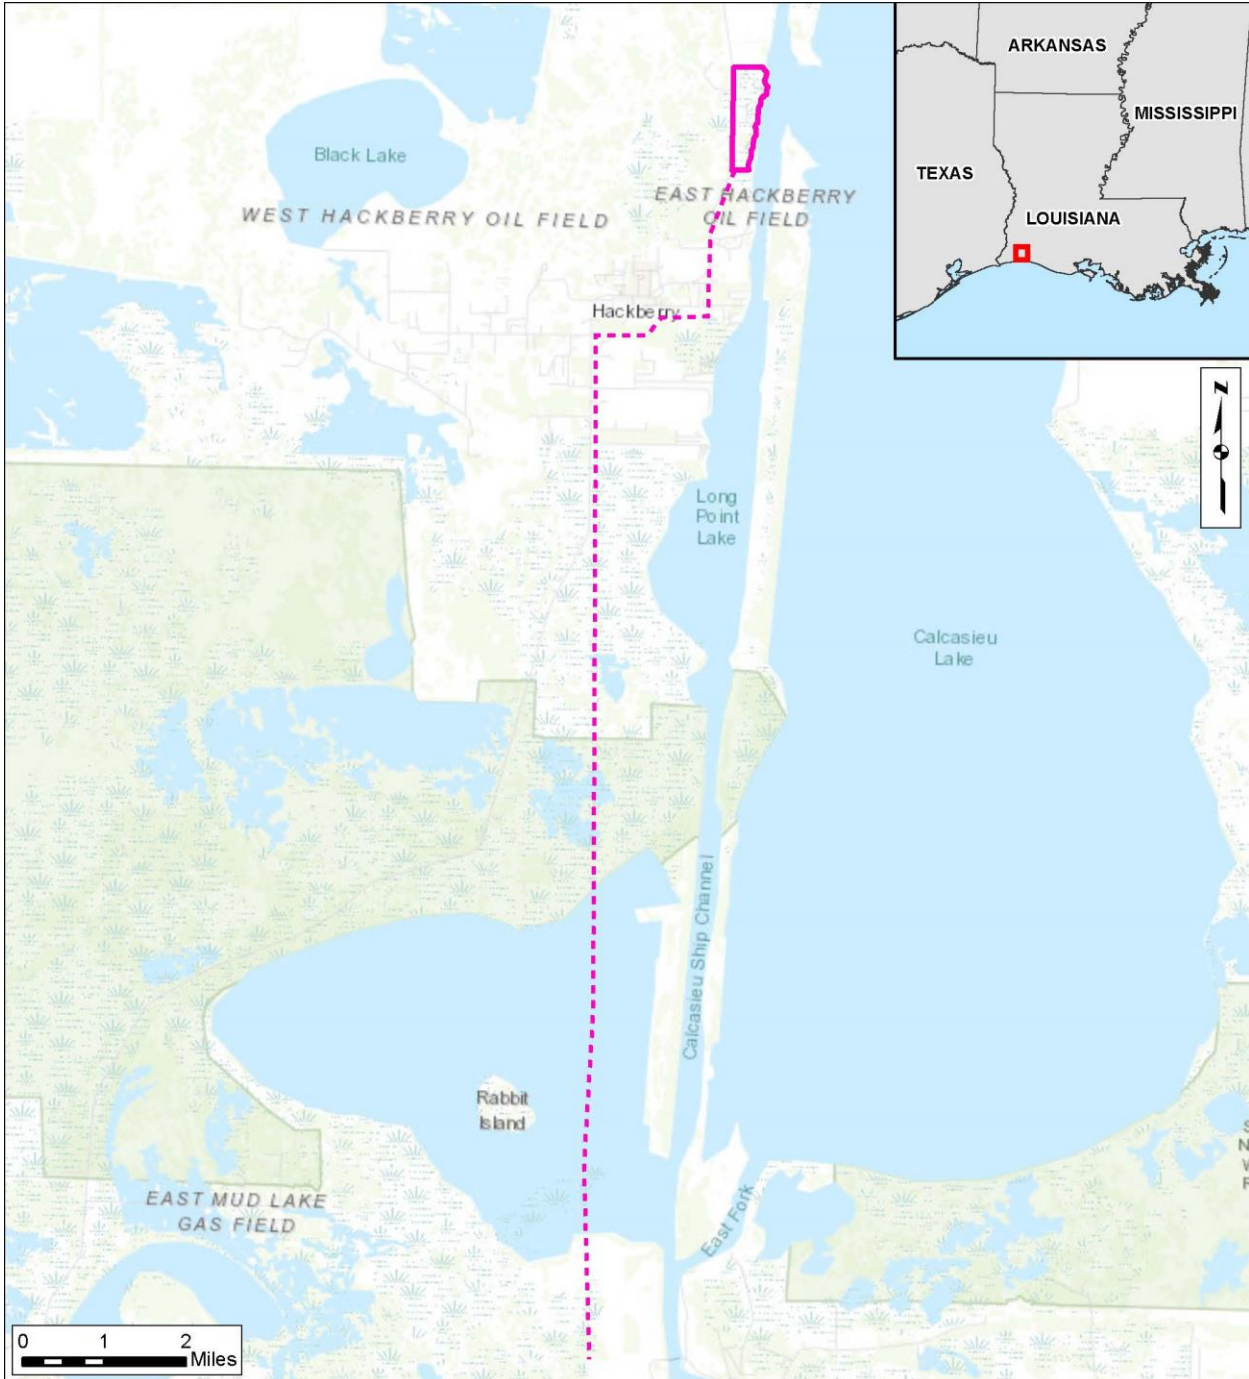 ARKANSAS
MISSISSIPPI
TEXAS
LOUISIANA
Black Lake
EAST HACKBERRY
OIL FIELD
WEST HACKBERRY OIL FIELD
Hackberry
N
Long
Point
Lake
Calcasieu
Lake
Calcasieu Ship Channel
Rabbit
Island
S
N
W
EAST MUD LAKE
GAS FIELD
East Fork
0 1 2
Miles